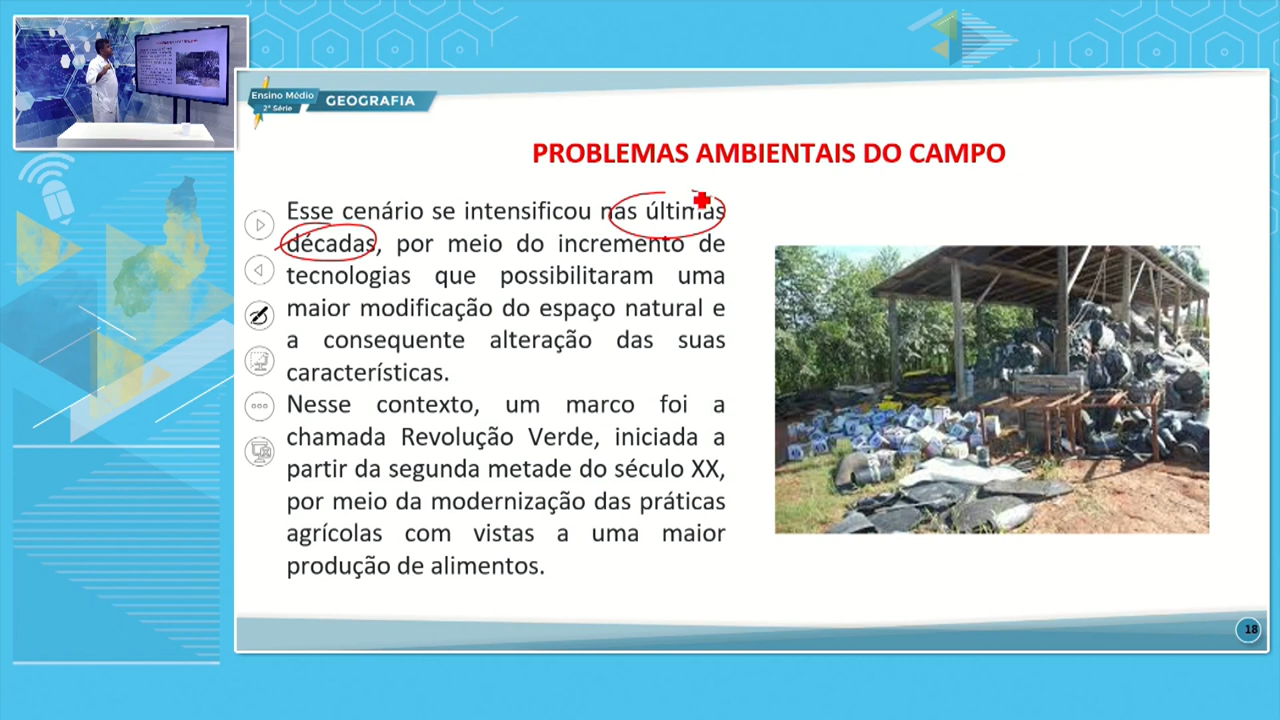 Ensino Médio
2ª Série
GEOGRAFIA
PROBLEMAS AMBIENTAIS DO CAMPO
Esse cenário se intensificou nas últimas
décadas, por meio do incremento de
tecnologias que possibilitaram uma
maior modificação do espaço natural e
a consequente alteração das suas
características.
Nesse contexto, um marco foi a
chamada Revolução Verde, iniciada a
partir da segunda metade do século XX,
por meio da modernização das práticas
agrícolas com vistas a uma maior
produção de alimentos.
18